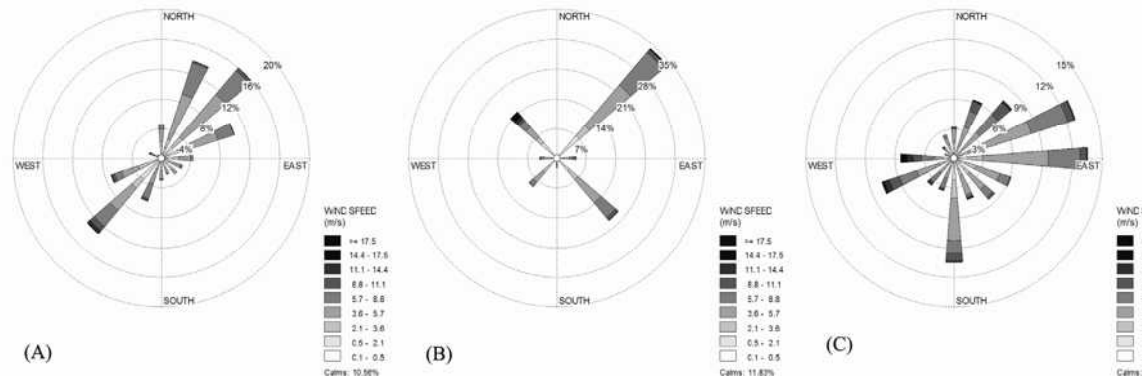 NORTH
20%
16%
12%
8%
4%
WEST
EAST
WIND SPEED
(m/s)
>= 17.5
14.4 - 17.5
11.1 - 14.4
8.8 - 11.1
5.7 - 8.8
3.6 - 5.7
2.1 - 3.6
0.5 - 2.1
0.1 - 0.5
SOUTH
Calms: 10.56%
(A)
NORTH
35%
28%
21%
14%
7%
WEST
EAST
WIND SPEED
(m/s)
>= 17.5
14.4 - 17.5
11.1 - 14.4
8.8 - 11.1
5.7 - 8.8
3.6 - 5.7
2.1 - 3.6
0.5 - 2.1
0.1 - 0.5
SOUTH
Calms: 11.83%
(B)
NORTH
15%
12%
9%
6%
3%
WEST
EAST
WIND S
(m/s)
SOUTH
Calms:
(C)